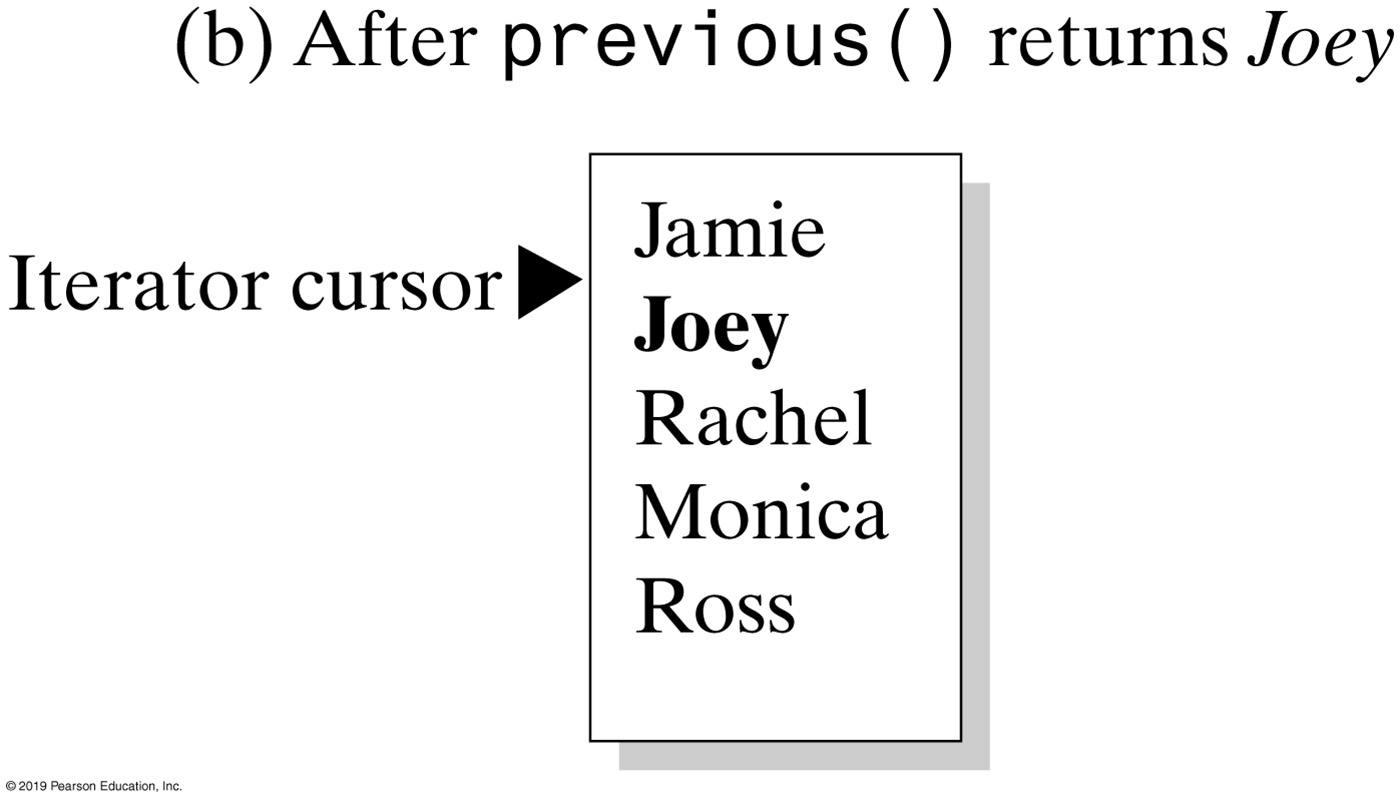 (b) After previous() returns Joey
Jamie
Iterator cursor
Joey
Rachel
Monica
Ross
© 2019 Pearson Education, Inc.